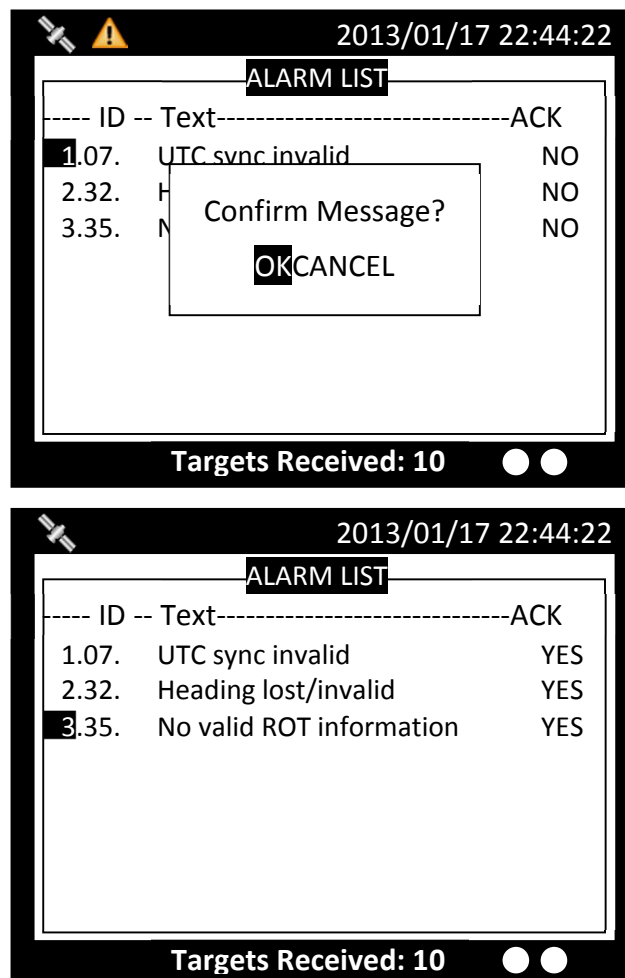 2013/01/17 22:44:22
ALARM LIST
----- ID -- Text------------------------------ACK
1.07. UTC sync invalid NO
2.32. H NO
3.35. N NO
Confirm Message?
OKCANCEL
Targets Received: 10
2013/01/17 22:44:22
ALARM LIST
----- ID -- Text------------------------------ACK
1.07. UTC sync invalid YES
2.32. Heading lost/invalid YES
3.35. No valid ROT information YES
Targets Received: 10